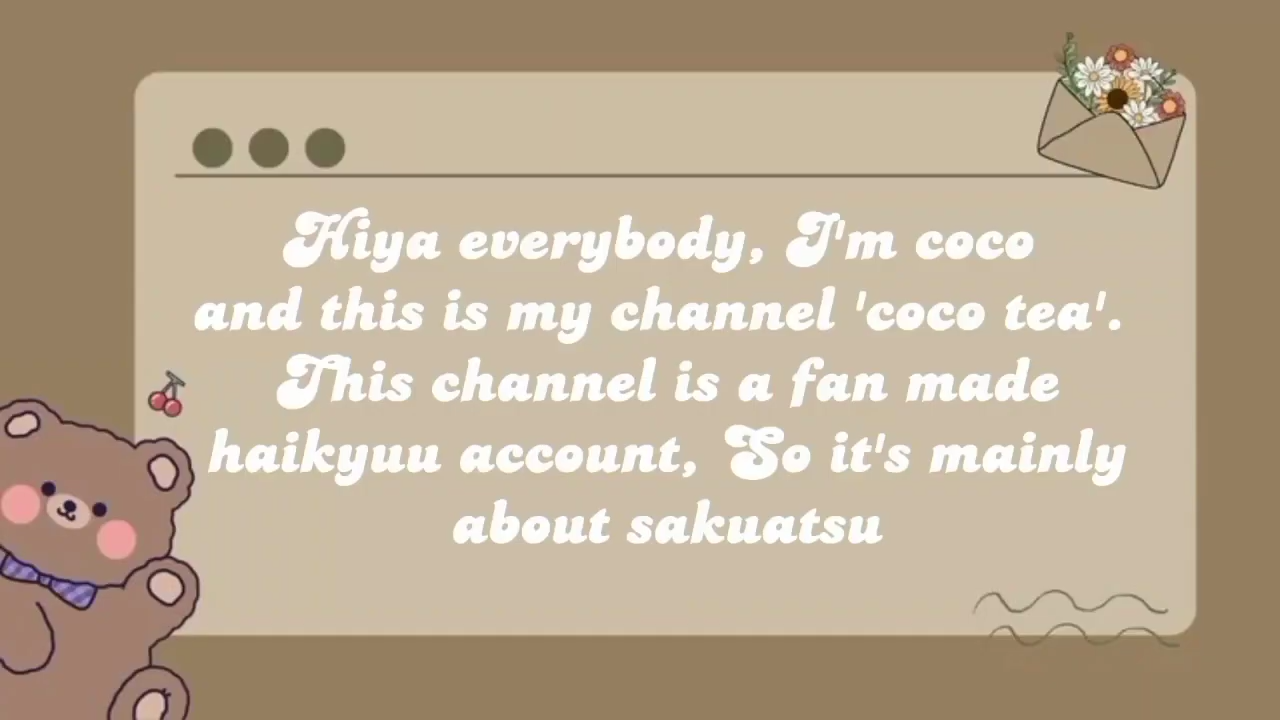 Hiya everybody, I'm coco
and this is my channel 'coco tea'.
This channel is a fan made
haikyuu account, So it's mainly
about sakuatsu